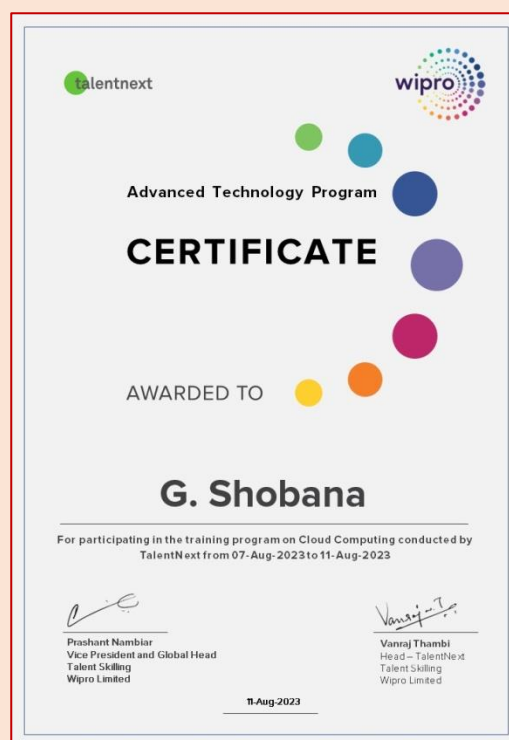 talentnext
wipro
Advanced Technology Program
CERTIFICATE
AWARDED TO
G. Shobana
For participating in the training program on Cloud Computing conducted by
TalentNext from 07-Aug-2023 to 11-Aug-2023
Vanraj
Prashant Nambiar
Vice President and Global Head
Talent Skilling
Wipro Limited
Vanraj Thambi
Head – TalentNext
Talent Skilling
Wipro Limited
11-Aug-2023